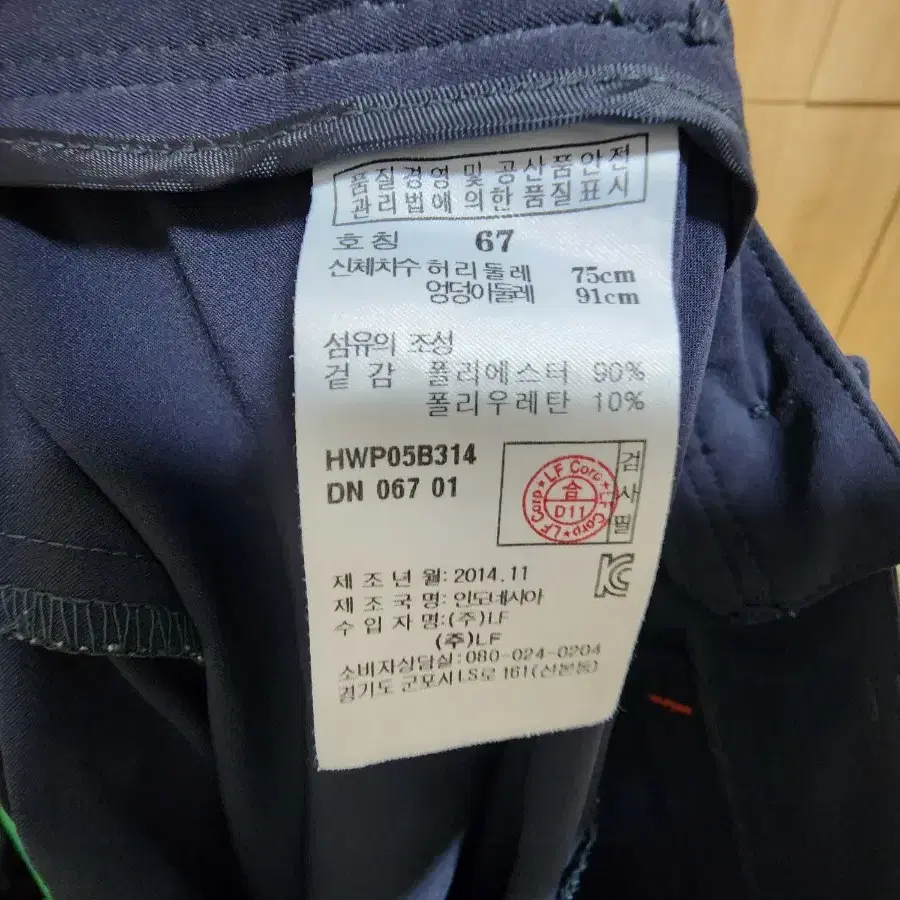 품질경영 및 공산품안전
관리법에 의한 품질표시
호칭 67
신체치수 허리둘레 75cm
엉덩이둘레 91cm
섬유의 조성
겉감 폴리에스터 90%
폴리우레탄 10%
HWP05B314
DN 067 01
검사필
LF Corp★LF Corp★LF Corp★
合
D11
제조년월: 2014.11
제조국명: 인도네시아
수입자명: (주)LF
(주)LF
소비자상담실: 080-024-0204
경기도 군포시 LS로 161(산본동)